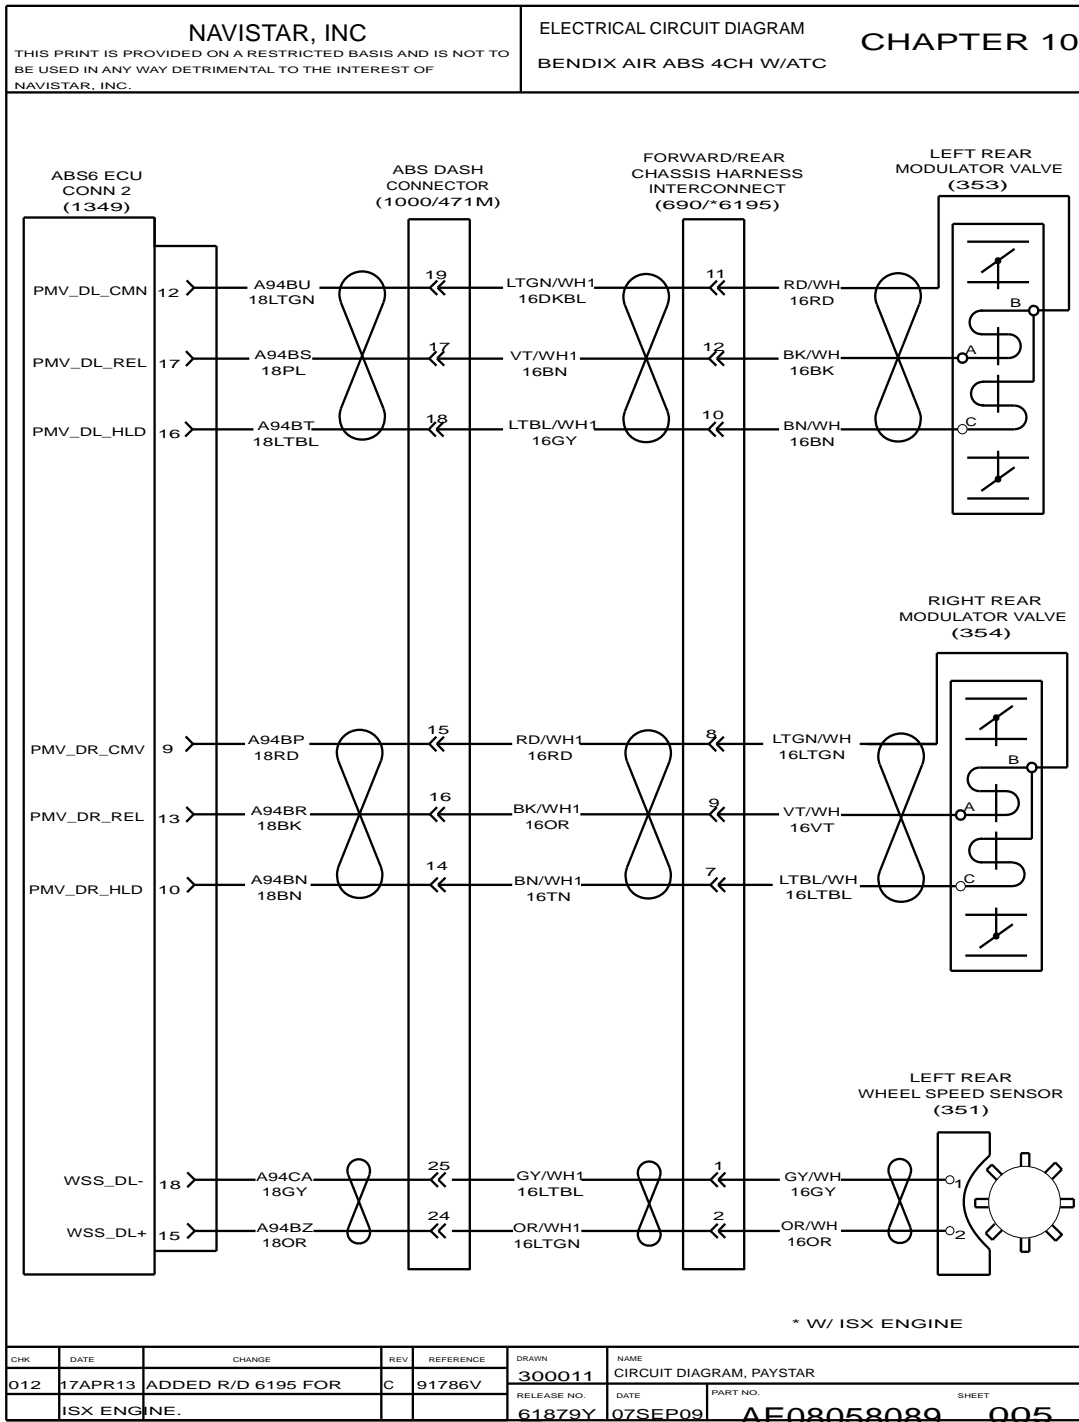 NAVISTAR, INC
THIS PRINT IS PROVIDED ON A RESTRICTED BASIS AND IS NOT TO
BE USED IN ANY WAY DETRIMENTAL TO THE INTEREST OF
NAVISTAR, INC.
ELECTRICAL CIRCUIT DIAGRAM
BENDIX AIR ABS 4CH W/ATC
CHAPTER 10
ABS6 ECU
CONN 2
(1349)
ABS DASH
CONNECTOR
(1000/471M)
FORWARD/REAR
CHASSIS HARNESS
INTERCONNECT
(690/*6195)
LEFT REAR
MODULATOR VALVE
(353)
PMV_DL_CMN 12 A94BU 19 LTGN/WH1 11 RD/WH B
18LTGN 16DKBL 16RD
PMV_DL_REL 17 A94BS 17 VT/WH1 12 BK/WH A
18PL 16BN 16BK
PMV_DL_HLD 16 A94BT 18 LTBL/WH1 10 BN/WH C
18LTBL 16GY 16BN
RIGHT REAR
MODULATOR VALVE
(354)
PMV_DR_CMV 9 A94BP 15 RD/WH1 8 LTGN/WH B
18RD 16RD 16LTGN
PMV_DR_REL 13 A94BR 16 BK/WH1 9 VT/WH A
18BK 16OR 16VT
PMV_DR_HLD 10 A94BN 14 BN/WH1 7 LTBL/WH C
18BN 16TN 16LTBL
LEFT REAR
WHEEL SPEED SENSOR
(351)
WSS_DL- 18 A94CA 25 GY/WH1 1 GY/WH 1
18GY 16LTBL 16GY
WSS_DL+ 15 A94BZ 24 OR/WH1 2 OR/WH 2
18OR 16LTGN 16OR
* W/ ISX ENGINE
CHK DATE CHANGE REV REFERENCE
012 17APR13 ADDED R/D 6195 FOR C 91786V
ISX ENGINE.
DRAWN
300011
NAME
CIRCUIT DIAGRAM, PAYSTAR
RELEASE NO.
61879Y
DATE
07SEP09
PART NO.
AF08058089
SHEET
005